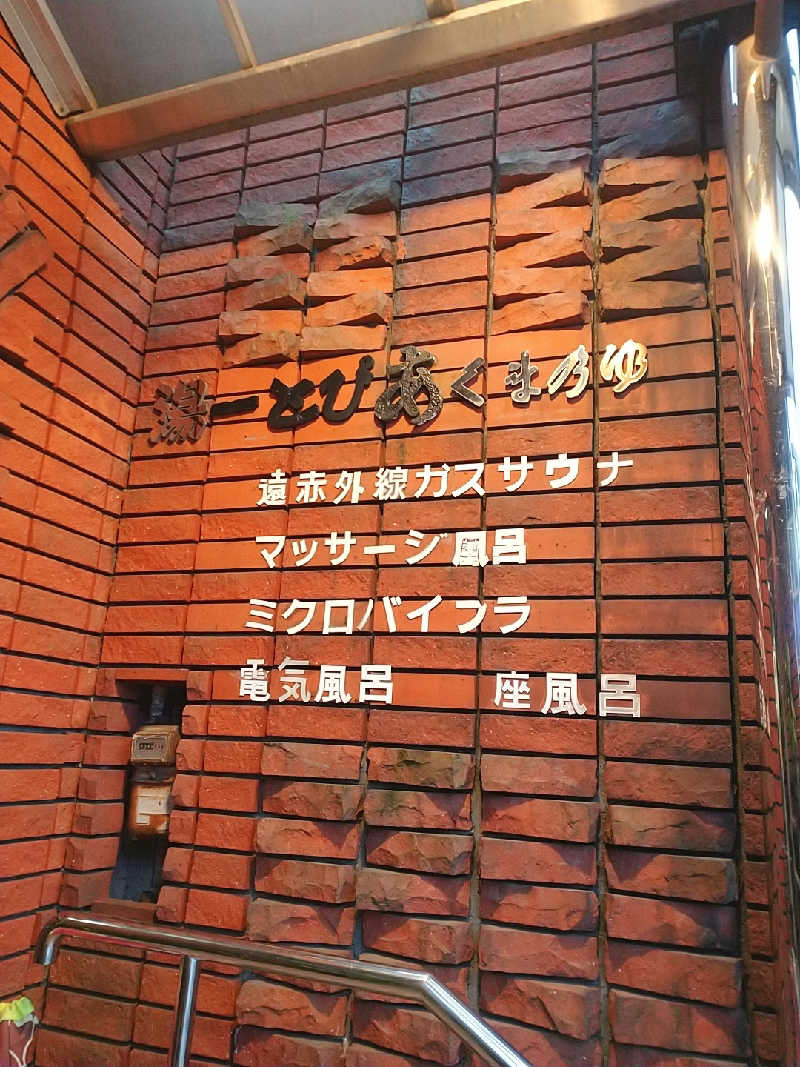 湯ーとぴあくまのゆ
遠赤外線ガスサウナ
マッサージ風呂
ミクロバイブラ
電気風呂 座風呂